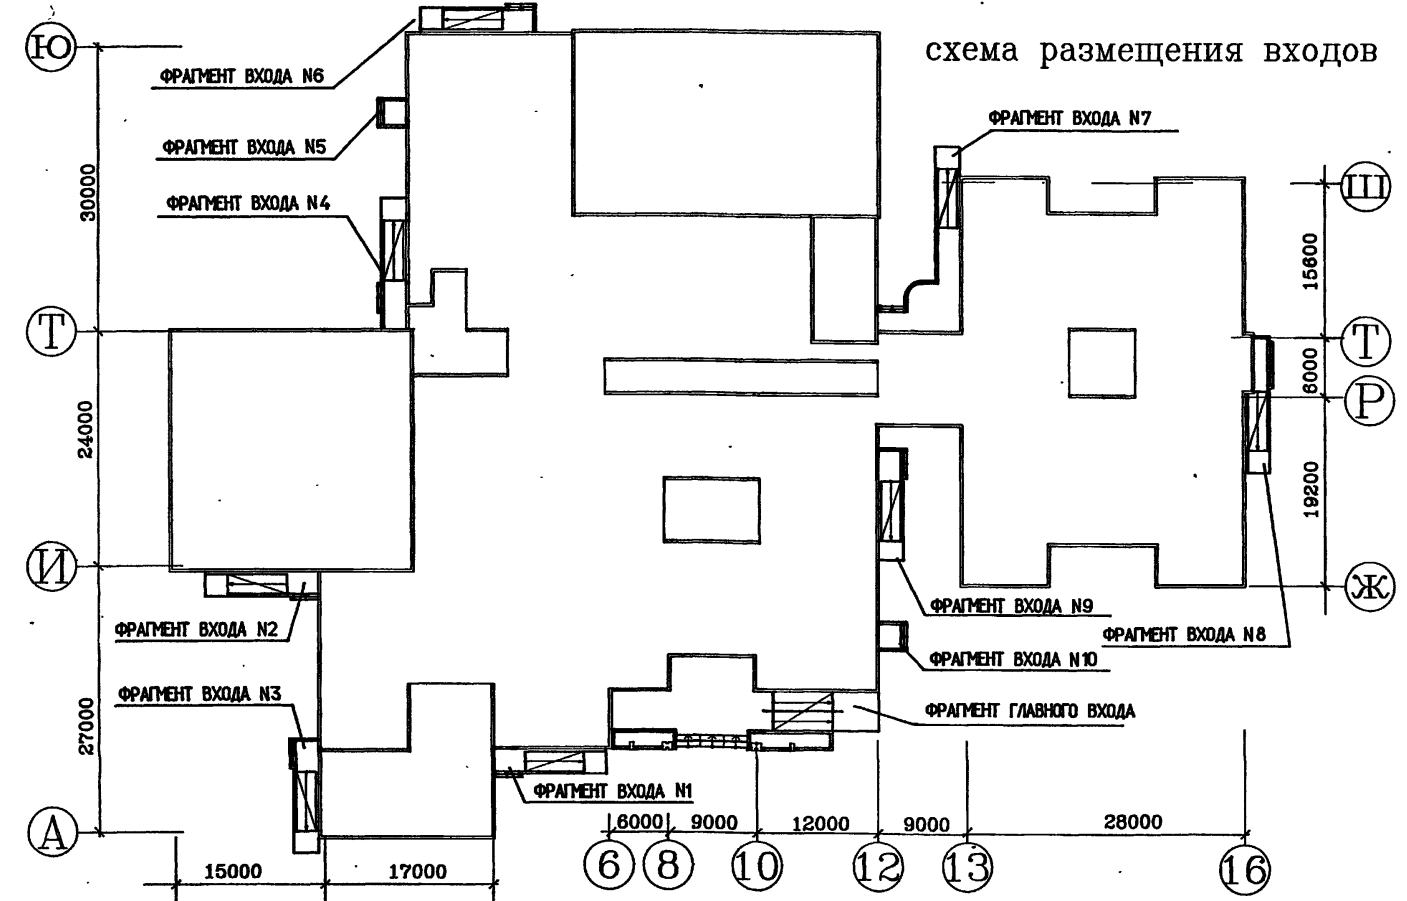 схема размещения входов
Ю
ФРАГМЕНТ ВХОДА N6
ФРАГМЕНТ ВХОДА N5
ФРАГМЕНТ ВХОДА N4
ФРАГМЕНТ ВХОДА N7
Ш
30000
15600
Т
Т
6000
Р
24000
19200
И
Ж
ФРАГМЕНТ ВХОДА N2
ФРАГМЕНТ ВХОДА N9
ФРАГМЕНТ ВХОДА N8
ФРАГМЕНТ ВХОДА N10
ФРАГМЕНТ ВХОДА N3
ФРАГМЕНТ ГЛАВНОГО ВХОДА
27000
ФРАГМЕНТ ВХОДА N1
А
6000 9000 12000 9000 28000
6 8 10 12 13 16
15000 17000